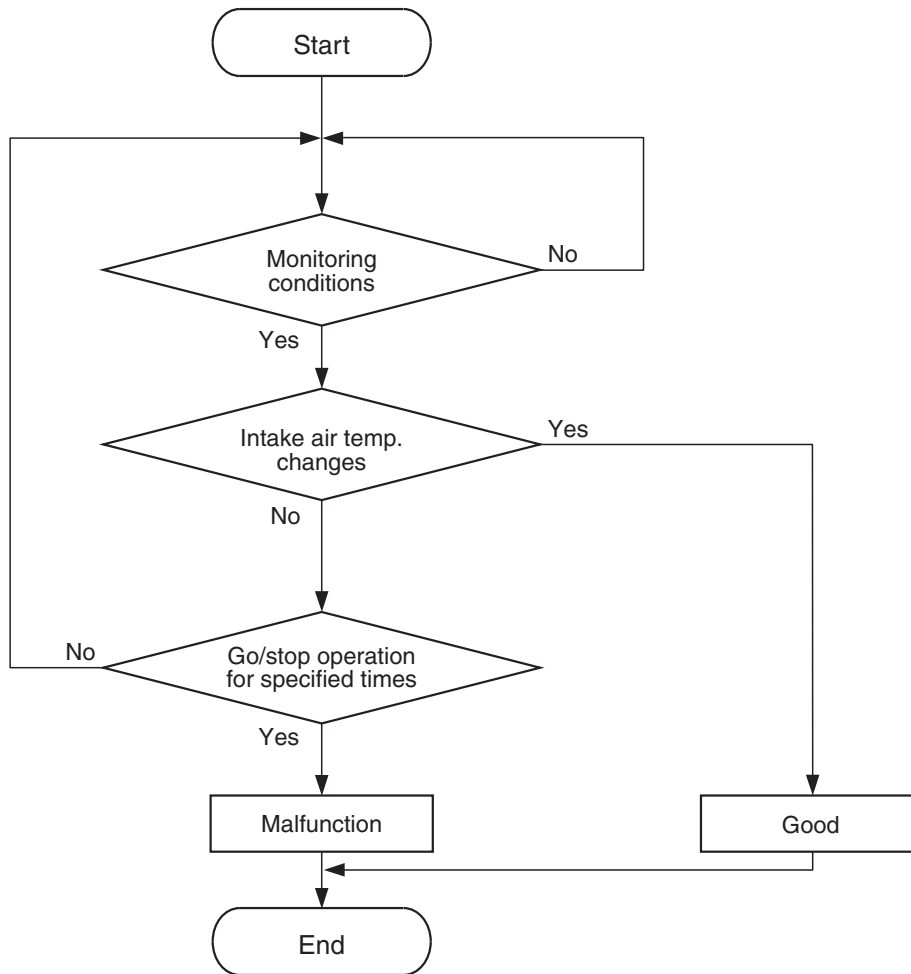 Start
Monitoring
conditions
No
Yes
Intake air temp.
changes
Yes
No
Go/stop operation
for specified times
No
Yes
Malfunction
Good
End